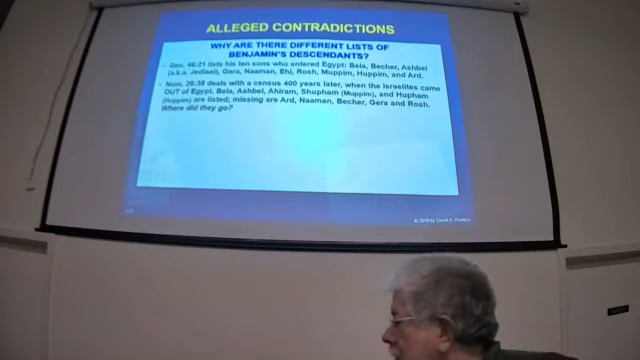 ALLEGED CONTRADICTIONS
WHY ARE THERE DIFFERENT LISTS OF
BENJAMIN'S DESCENDANTS?
• Gen. 46:21 lists his ten sons who entered Egypt: Bela, Becher, Ashbel
(a.k.a. Jediael), Gera, Naaman, Ehi, Rosh, Muppim, Huppim, and Ard.
• Num. 26:38 deals with a census 400 years later, when the Israelites came
OUT of Egypt. Bela, Ashbel, Ahiram, Shupham (Muppim), and Hupham
(Huppim) are listed; missing are Ard, Naaman, Becher, Gera and Rosh.
Where did they go?
by David A.